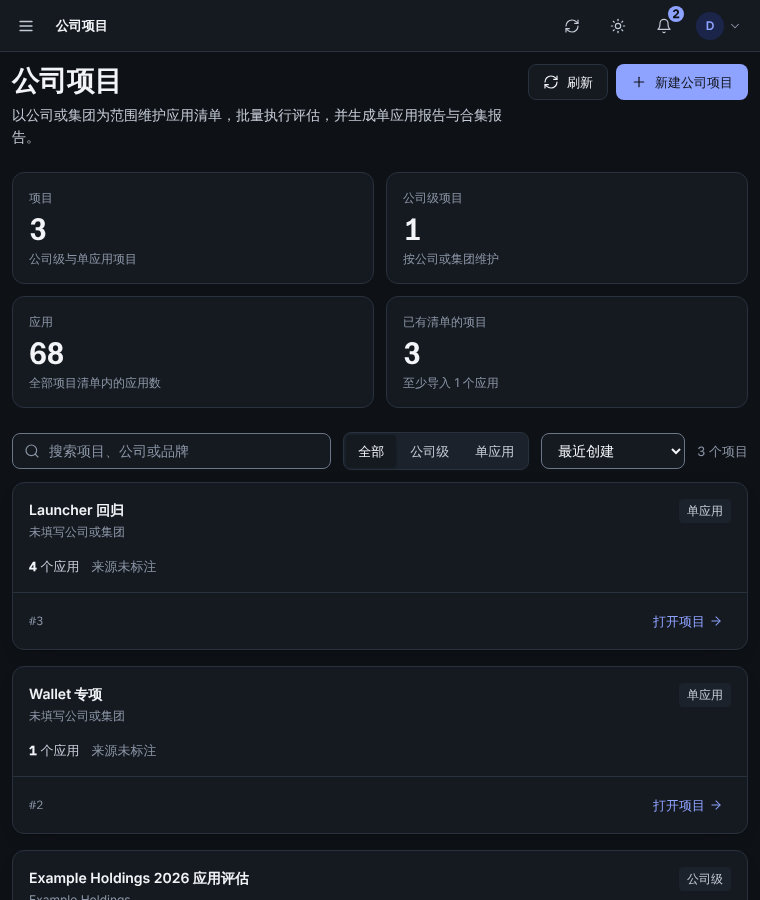 公司项目
2
D
公司项目
刷新
新建公司项目
以公司或集团为范围维护应用清单，批量执行评估，并生成单应用报告与合集报
告。
项目
3
公司级与单应用项目
公司级项目
1
按公司或集团维护
应用
68
全部项目清单内的应用数
已有清单的项目
3
至少导入 1 个应用
搜索项目、公司或品牌
全部
公司级
单应用
最近创建
3 个项目
Launcher 回归
单应用
未填写公司或集团
4 个应用 来源未标注
#3
打开项目
Wallet 专项
单应用
未填写公司或集团
1 个应用 来源未标注
#2
打开项目
Example Holdings 2026 应用评估
公司级
Example Holdings